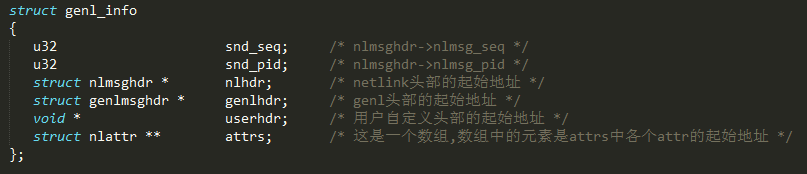 struct genl_info
{
u32 snd_seq; /* nlmsghdr->nlmsg_seq */
u32 snd_pid; /* nlmsghdr->nlmsg_pid */
struct nlmsghdr * nlhdr; /* netlink头部的起始地址 */
struct genlmsghdr * genlhdr; /* genl头部的起始地址 */
void * userhdr; /* 用户自定义头部的起始地址 */
struct nlattr ** attrs; /* 这是一个数组,数组中的元素是attrs中各个attr的起始地址 */
};